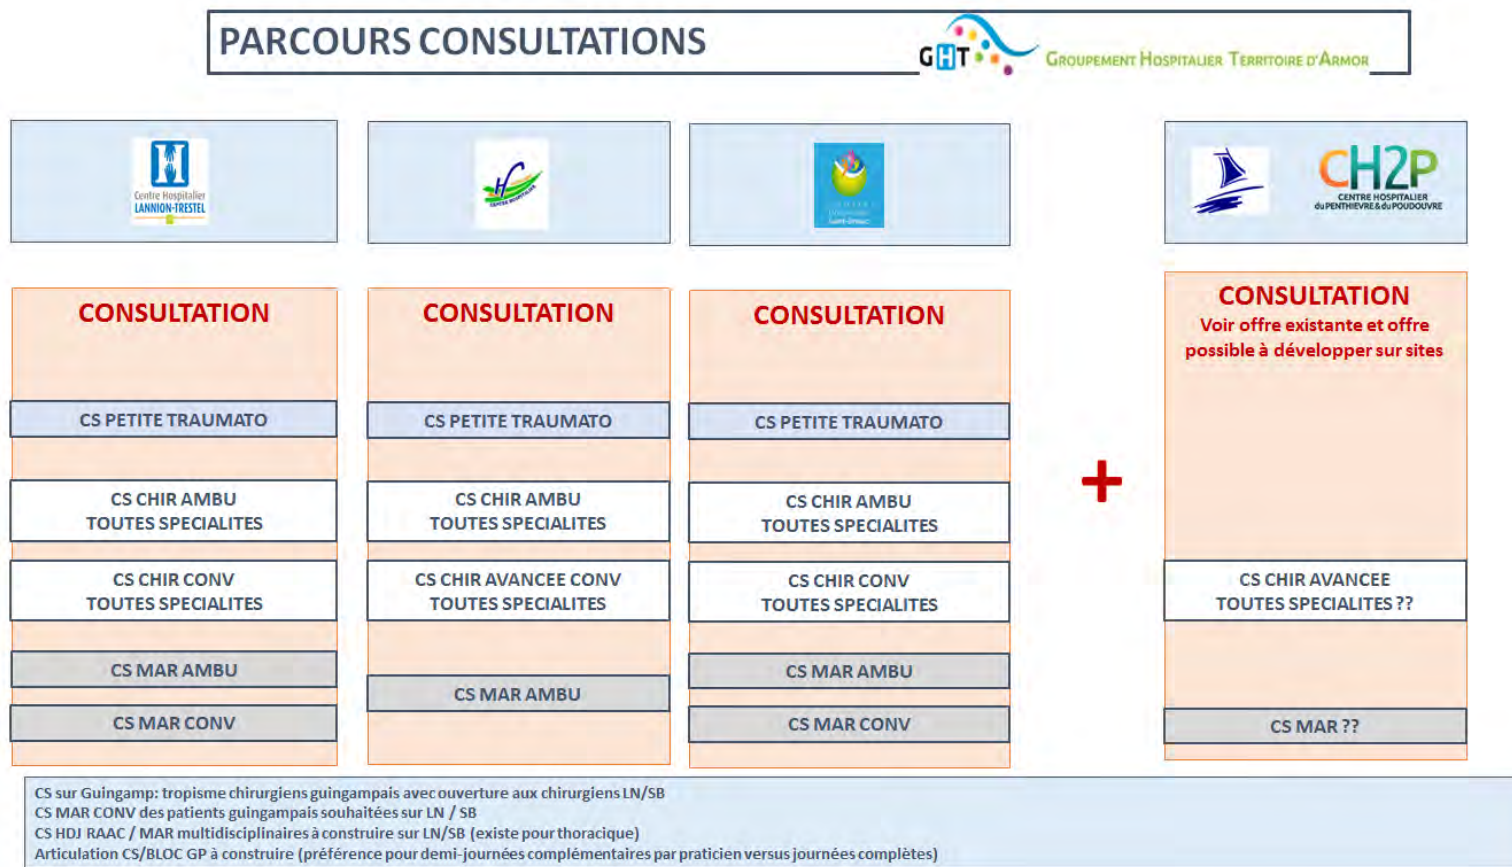 PARCOURS CONSULTATIONS
GHT
GROUPEMENT HOSPITALIER TERRITOIRE D'ARMOR
Centre Hospitalier
LANNION-TRESTEL
CENTRE HOSPITALIER
CH2P
CENTRE HOSPITALIER
du PENTHIEVRE & du POUDOUVRE
CONSULTATION
CS PETITE TRAUMATO
CS CHIR AMBU
TOUTES SPECIALITES
CS CHIR CONV
TOUTES SPECIALITES
CS MAR AMBU
CS MAR CONV
CONSULTATION
CS PETITE TRAUMATO
CS CHIR AMBU
TOUTES SPECIALITES
CS CHIR AVANCEE CONV
TOUTES SPECIALITES
CS MAR AMBU
CONSULTATION
CS PETITE TRAUMATO
CS CHIR AMBU
TOUTES SPECIALITES
CS CHIR CONV
TOUTES SPECIALITES
CS MAR AMBU
CS MAR CONV
+
CONSULTATION
Voir offre existante et offre
possible à développer sur sites
CS CHIR AVANCEE
TOUTES SPECIALITES ??
CS MAR ??
CS sur Guingamp: tropisme chirurgiens guingampais avec ouverture aux chirurgiens LN/SB
CS MAR CONV des patients guingampais souhaitées sur LN / SB
CS HDJ RAAC / MAR multidisciplinaires à construire sur LN/SB (existe pour thoracique)
Articulation CS/BLOC GP à construire (préférence pour demi-journées complémentaires par praticien versus journées complètes)